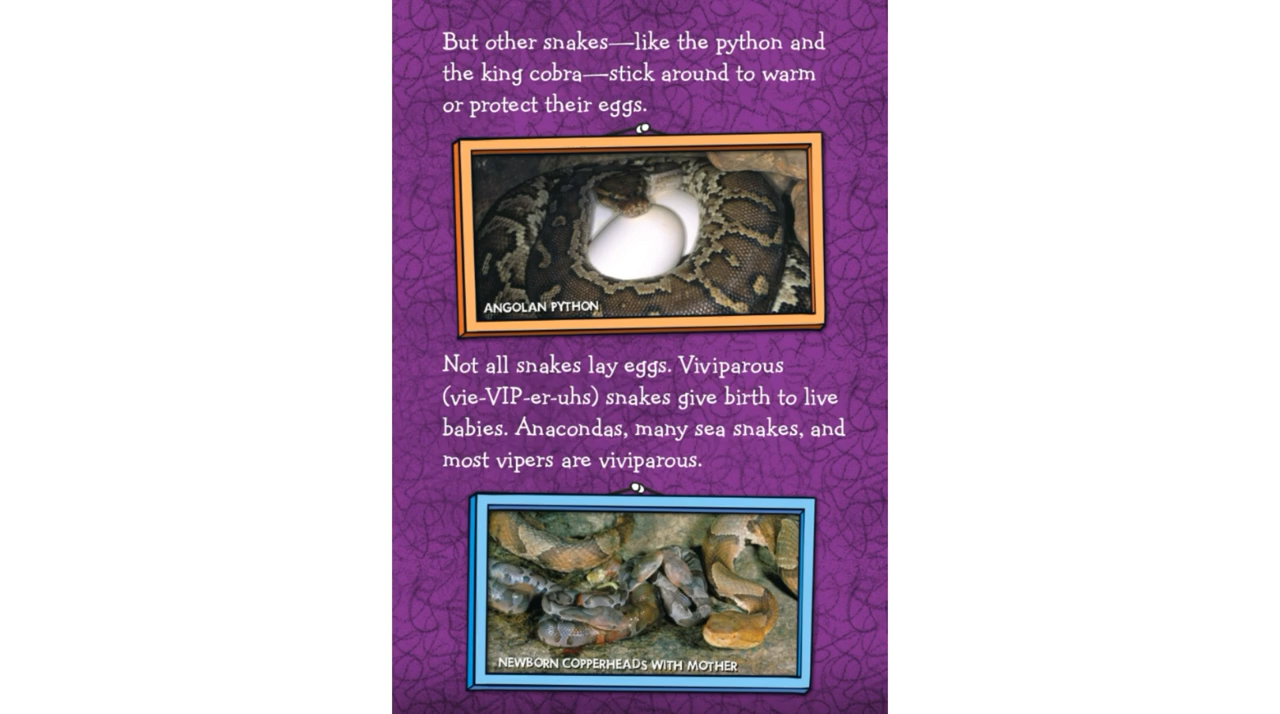 But other snakes—like the python and
the king cobra—stick around to warm
or protect their eggs.
ANGOLAN PYTHON
Not all snakes lay eggs. Viviparous
(vie-VIP-er-uhs) snakes give birth to live
babies. Anacondas, many sea snakes, and
most vipers are viviparous.
NEWBORN COPPERHEADS WITH MOTHER